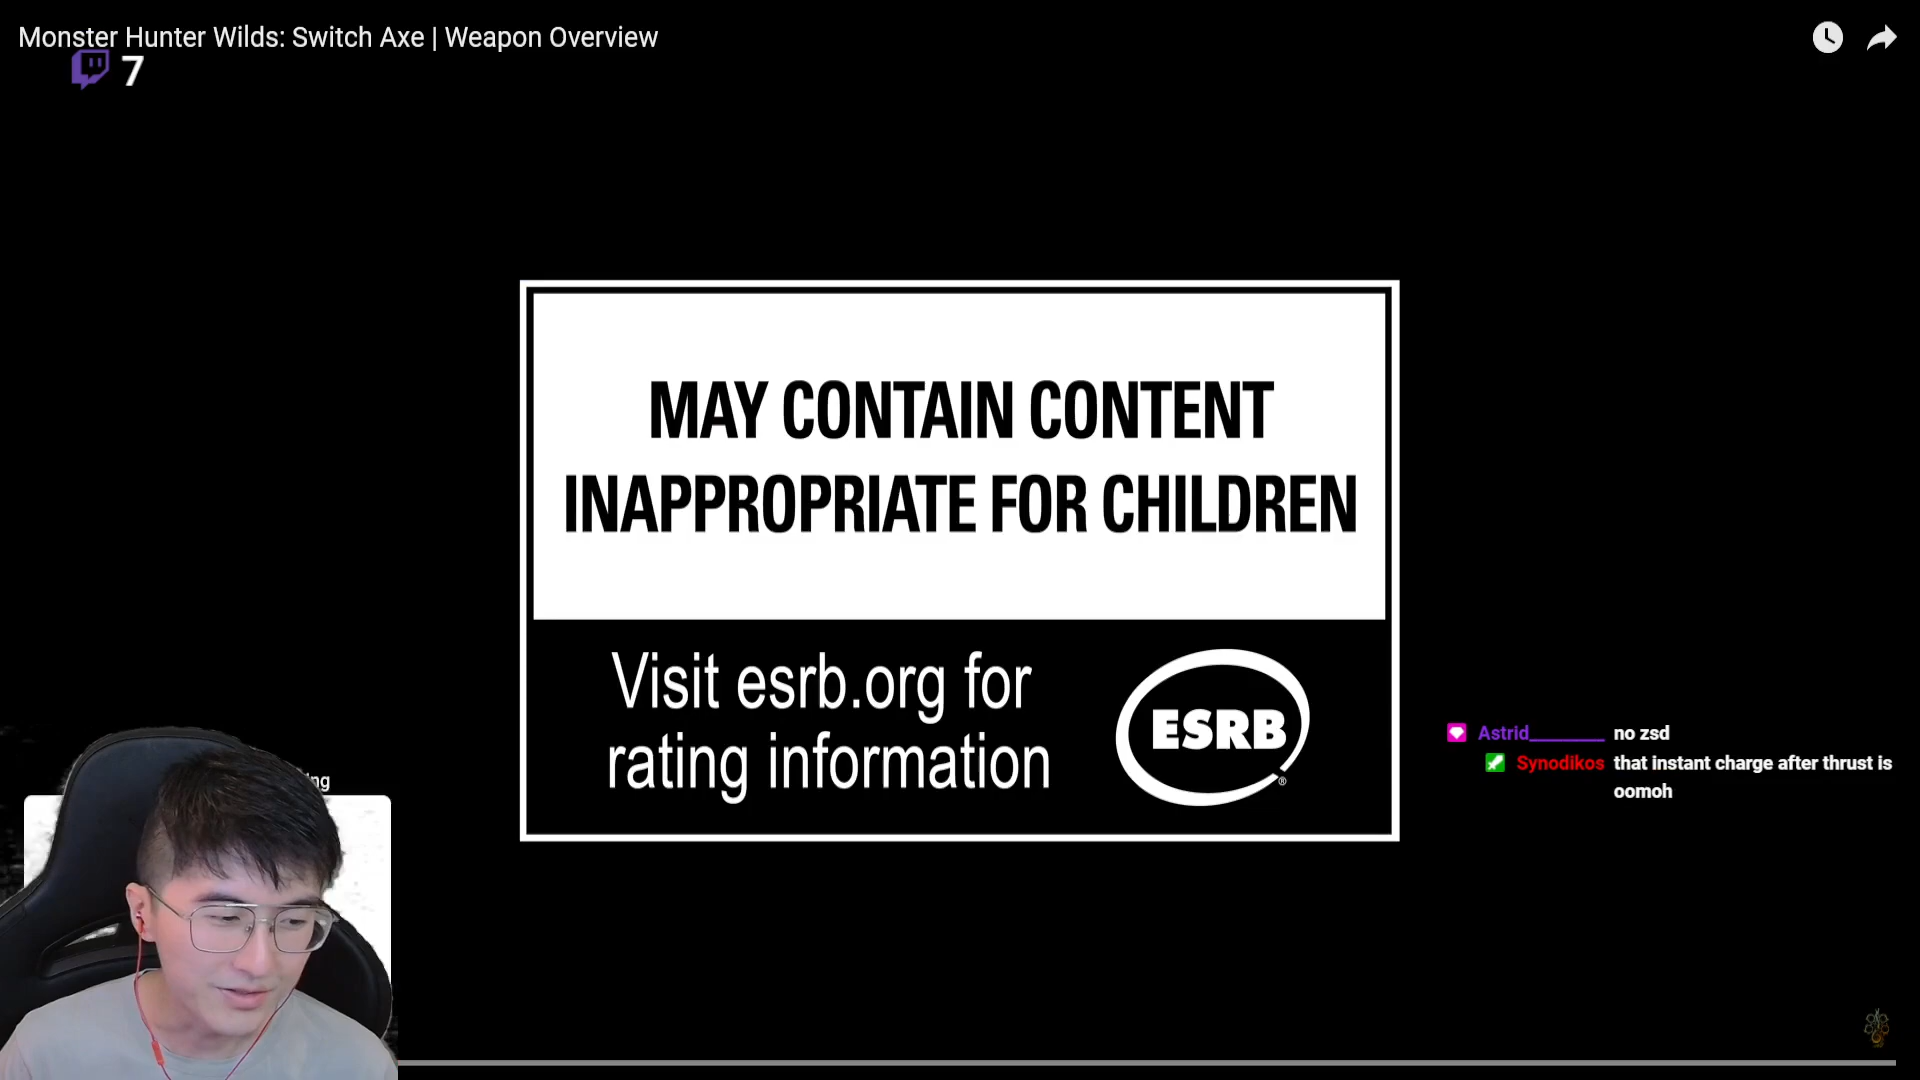 Monster Hunter Wilds: Switch Axe | Weapon Overview
7
MAY CONTAIN CONTENT
INAPPROPRIATE FOR CHILDREN
Visit esrb.org for
rating information
ESRB
®
Astrid________ no zsd
Synodikos that instant charge after thrust is
oomoh